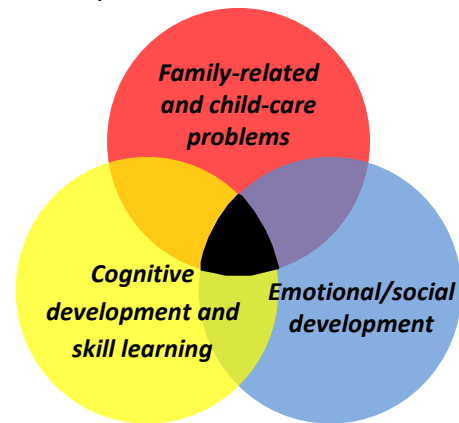 Family-related
and child-care
problems
Cognitive
development and
skill learning
Emotional/social
development